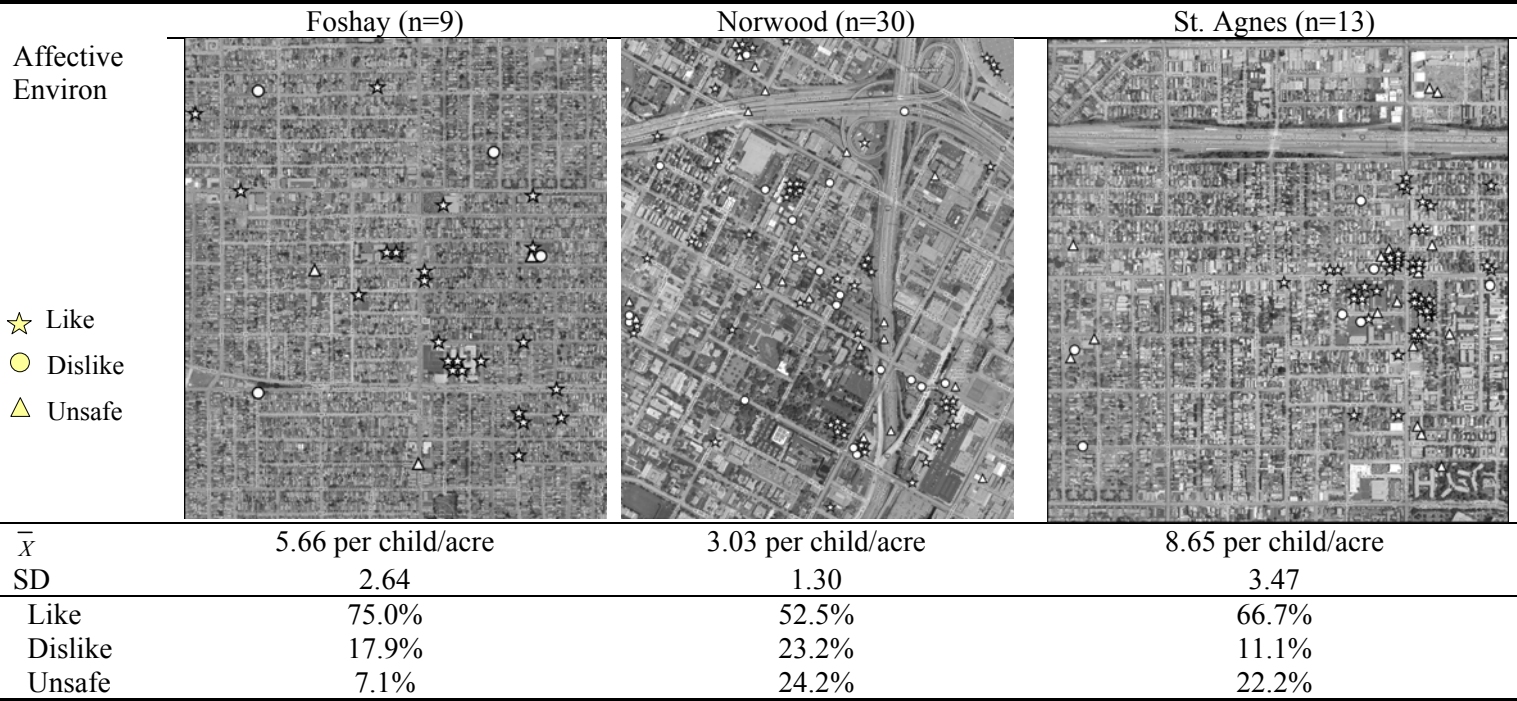 Foshay (n=9) Norwood (n=30) St. Agnes (n=13)
Affective
Environ
Like
Dislike
Unsafe
X̄ 5.66 per child/acre 3.03 per child/acre 8.65 per child/acre
SD 2.64 1.30 3.47
Like 75.0% 52.5% 66.7%
Dislike 17.9% 23.2% 11.1%
Unsafe 7.1% 24.2% 22.2%